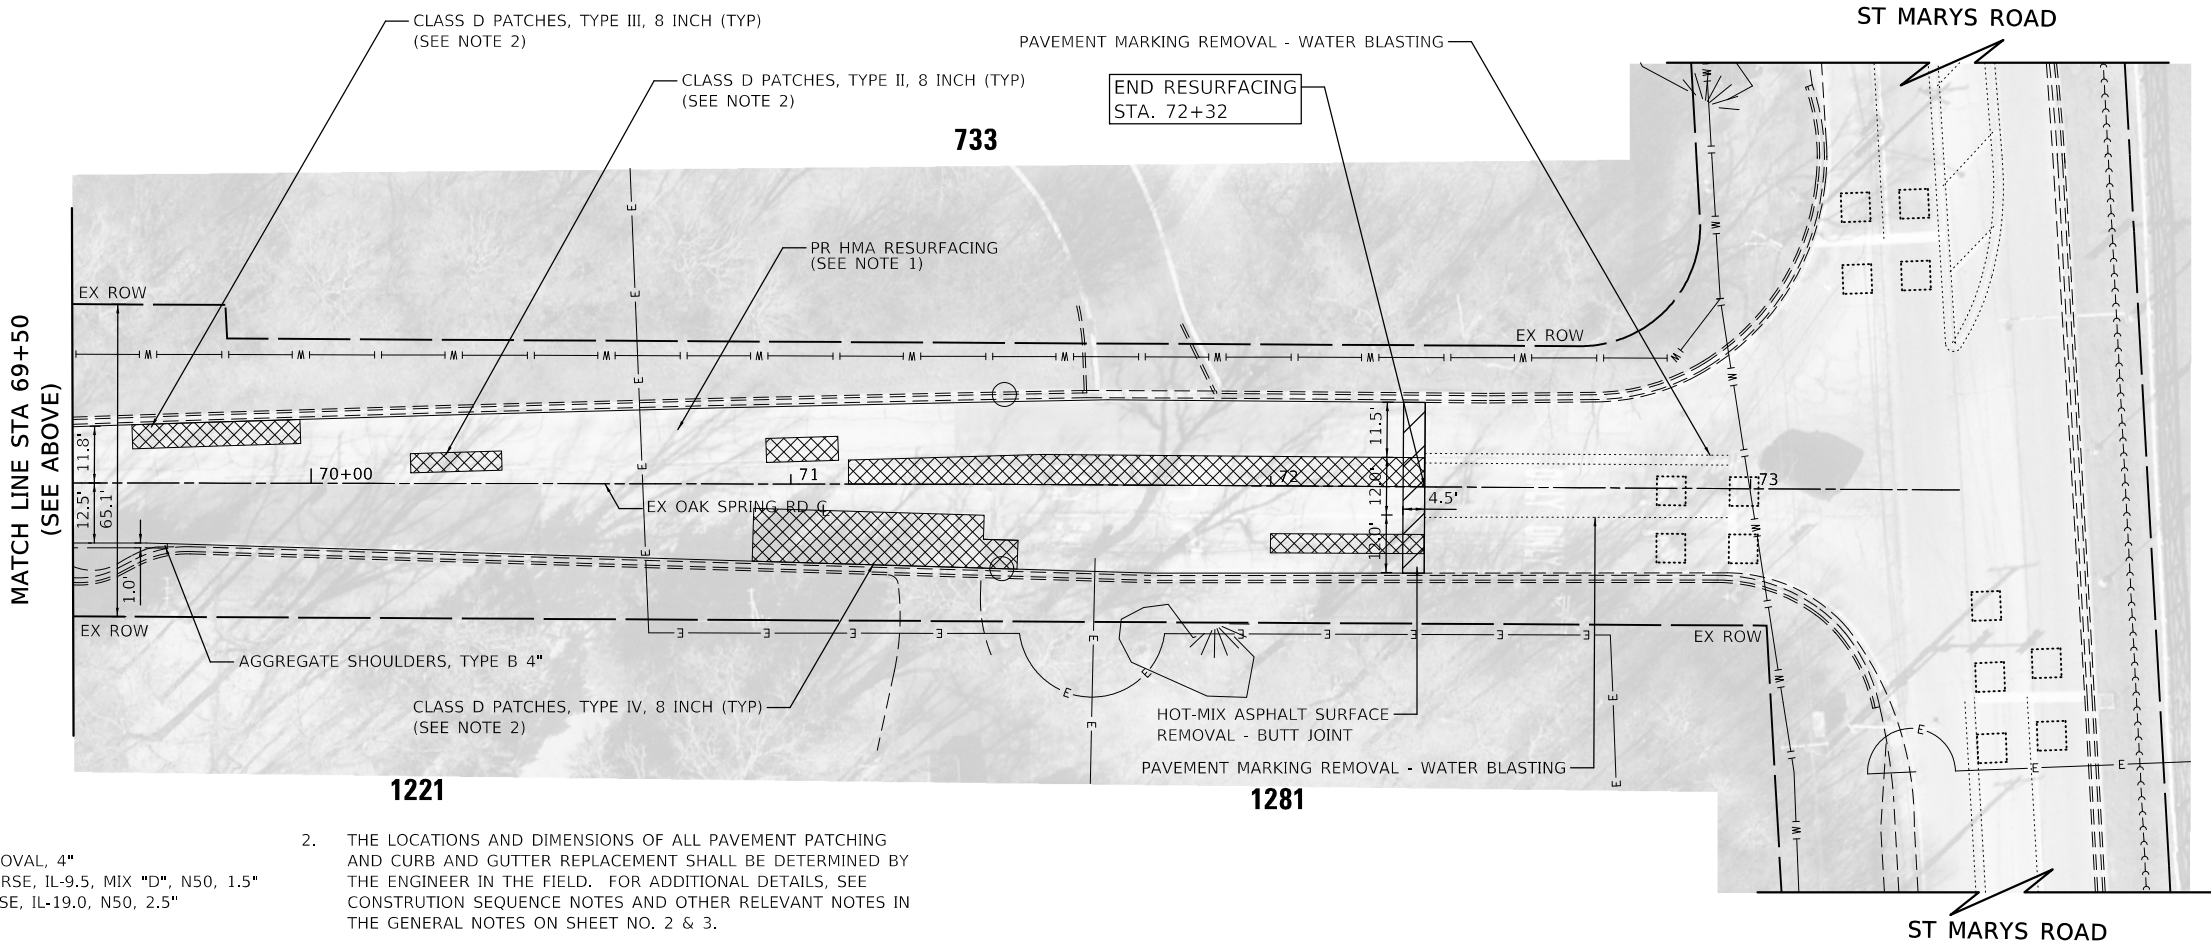 ST MARYS ROAD
CLASS D PATCHES, TYPE III, 8 INCH (TYP)
(SEE NOTE 2)
PAVEMENT MARKING REMOVAL - WATER BLASTING
CLASS D PATCHES, TYPE II, 8 INCH (TYP)
(SEE NOTE 2)
END RESURFACING
STA. 72+32
733
PR HMA RESURFACING
(SEE NOTE 1)
EX ROW
EX ROW
MATCH LINE STA 69+50
(SEE ABOVE)
11.8'
12.5'
65.1'
1.0'
70+00
71
72
73
11.5'
12.0'
12.0'
4.5'
EX OAK SPRING RD ℄
EX ROW
EX ROW
AGGREGATE SHOULDERS, TYPE B 4"
CLASS D PATCHES, TYPE IV, 8 INCH (TYP)
(SEE NOTE 2)
HOT-MIX ASPHALT SURFACE
REMOVAL - BUTT JOINT
PAVEMENT MARKING REMOVAL - WATER BLASTING
1221
1281
OVAL, 4"
RSE, IL-9.5, MIX "D", N50, 1.5"
SE, IL-19.0, N50, 2.5"
2. THE LOCATIONS AND DIMENSIONS OF ALL PAVEMENT PATCHING
AND CURB AND GUTTER REPLACEMENT SHALL BE DETERMINED BY
THE ENGINEER IN THE FIELD. FOR ADDITIONAL DETAILS, SEE
CONSTRUTION SEQUENCE NOTES AND OTHER RELEVANT NOTES IN
THE GENERAL NOTES ON SHEET NO. 2 & 3.
ST MARYS ROAD